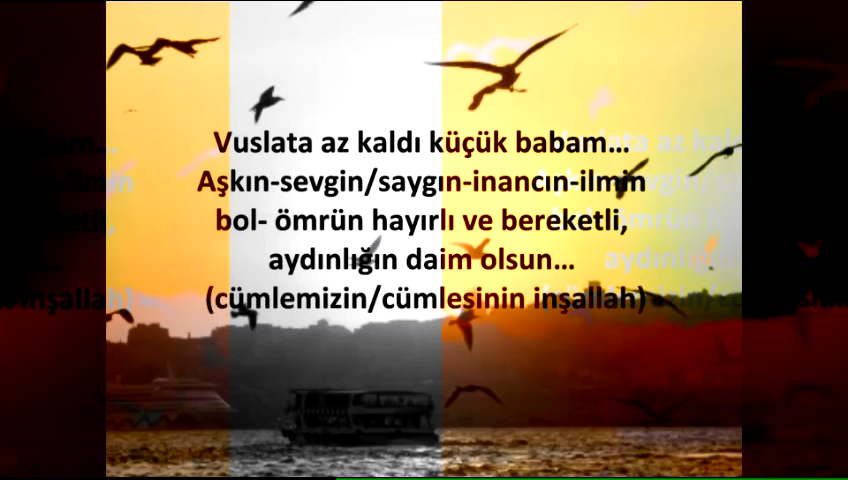 Vuslata az kaldı küçük babam...
Aşkın-sevgin/saygın-inancın-ilmin
bol- ömrün hayırlı ve bereketli,
aydınlığın daim olsun...
(cümlemizin/cümlesinin inşallah)